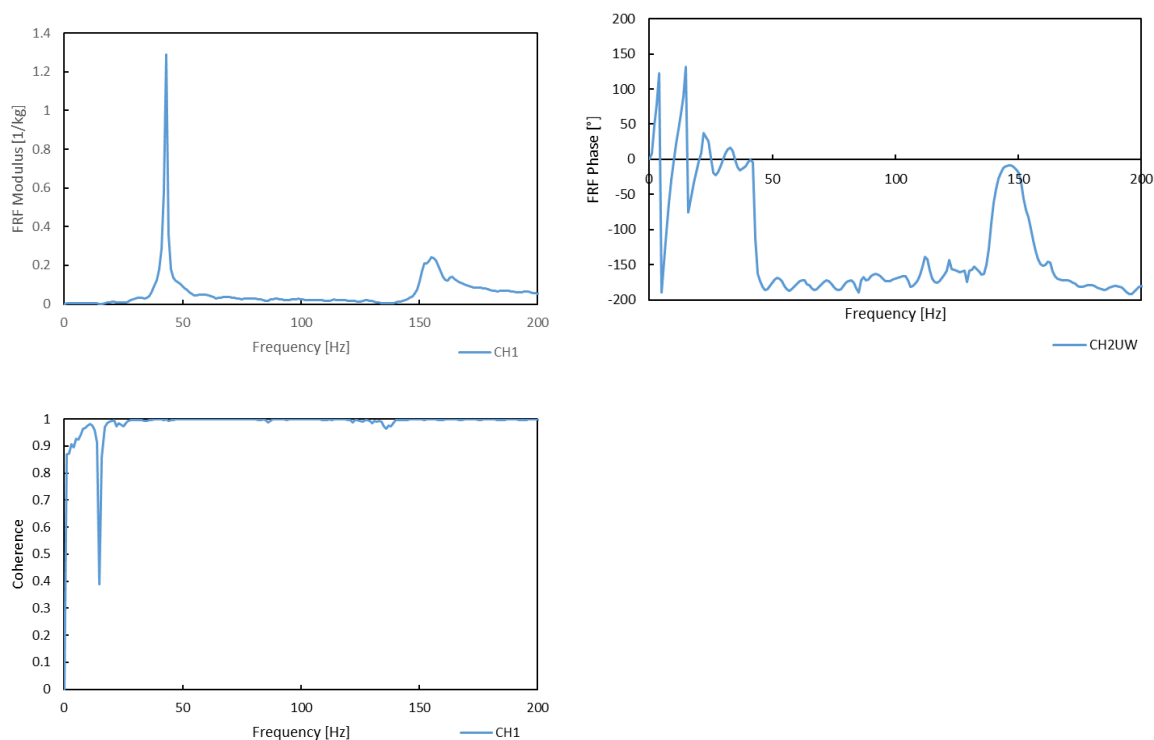 FRF Modulus [1/kg]
1.4
1.2
1
0.8
0.6
0.4
0.2
0
0 50 100 150 200
Frequency [Hz]
CH1
FRF Phase [°]
200
150
100
50
0
-50
-100
-150
-200
0 50 100 150 200
Frequency [Hz]
CH2UW
Coherence
1
0.9
0.8
0.7
0.6
0.5
0.4
0.3
0.2
0.1
0
0 50 100 150 200
Frequency [Hz]
CH1